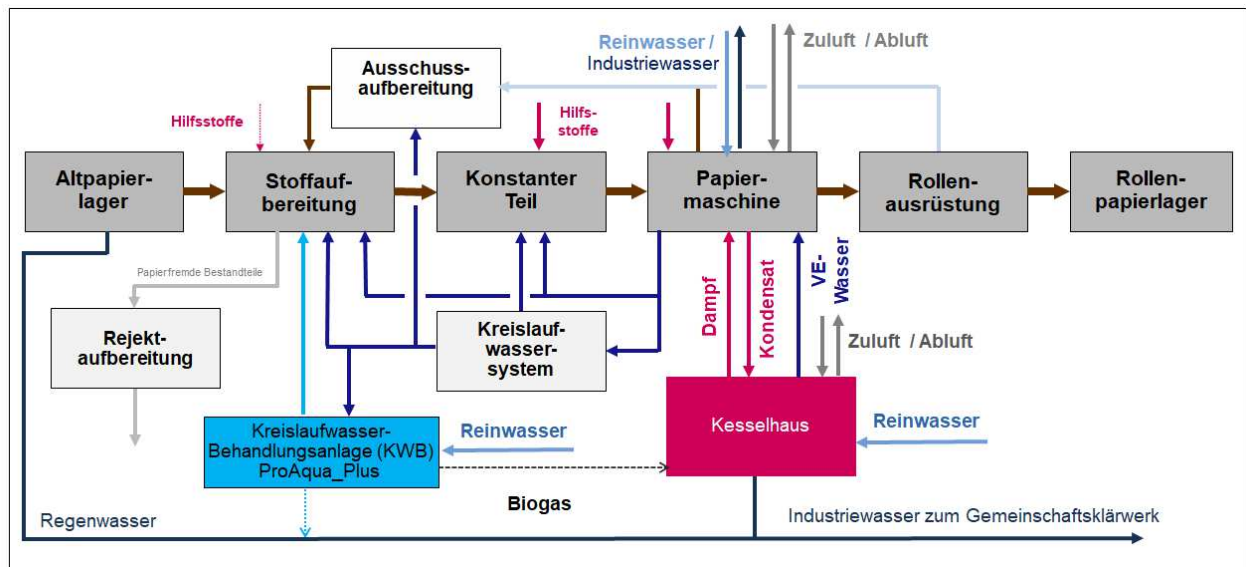 Reinwasser /
Industriewasser
Zuluft / Abluft
Ausschuss-
aufbereitung
Hilfsstoffe
Hilfs-
stoffe
Altpapier-
lager
Stoffauf-
bereitung
Konstanter
Teil
Papier-
maschine
Rollen-
ausrüstung
Rollen-
papierlager
Papierfremde Bestandteile
Dampf
Kondensat
VE-
Wasser
Rejekt-
aufbereitung
Kreislauf-
wasser-
system
Zuluft / Abluft
Kreislaufwasser-
Behandlungsanlage (KWB)
ProAqua_Plus
Reinwasser
Kesselhaus
Reinwasser
Biogas
Regenwasser
Industriewasser zum Gemeinschaftsklärwerk